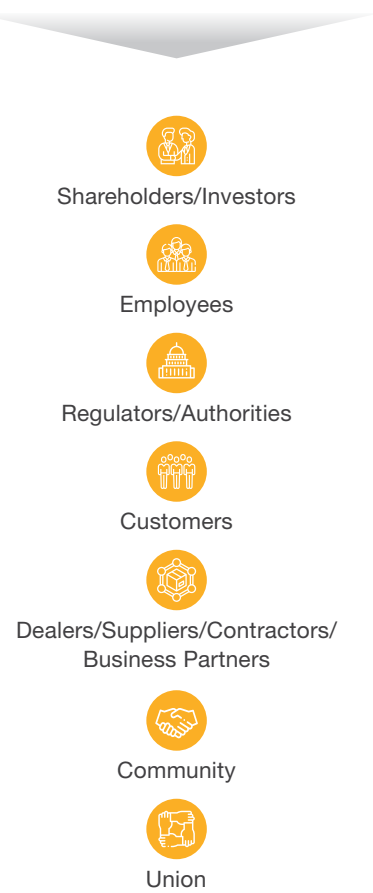 Shareholders/Investors
Employees
Regulators/Authorities
Customers
Dealers/Suppliers/Contractors/
Business Partners
Community
Union